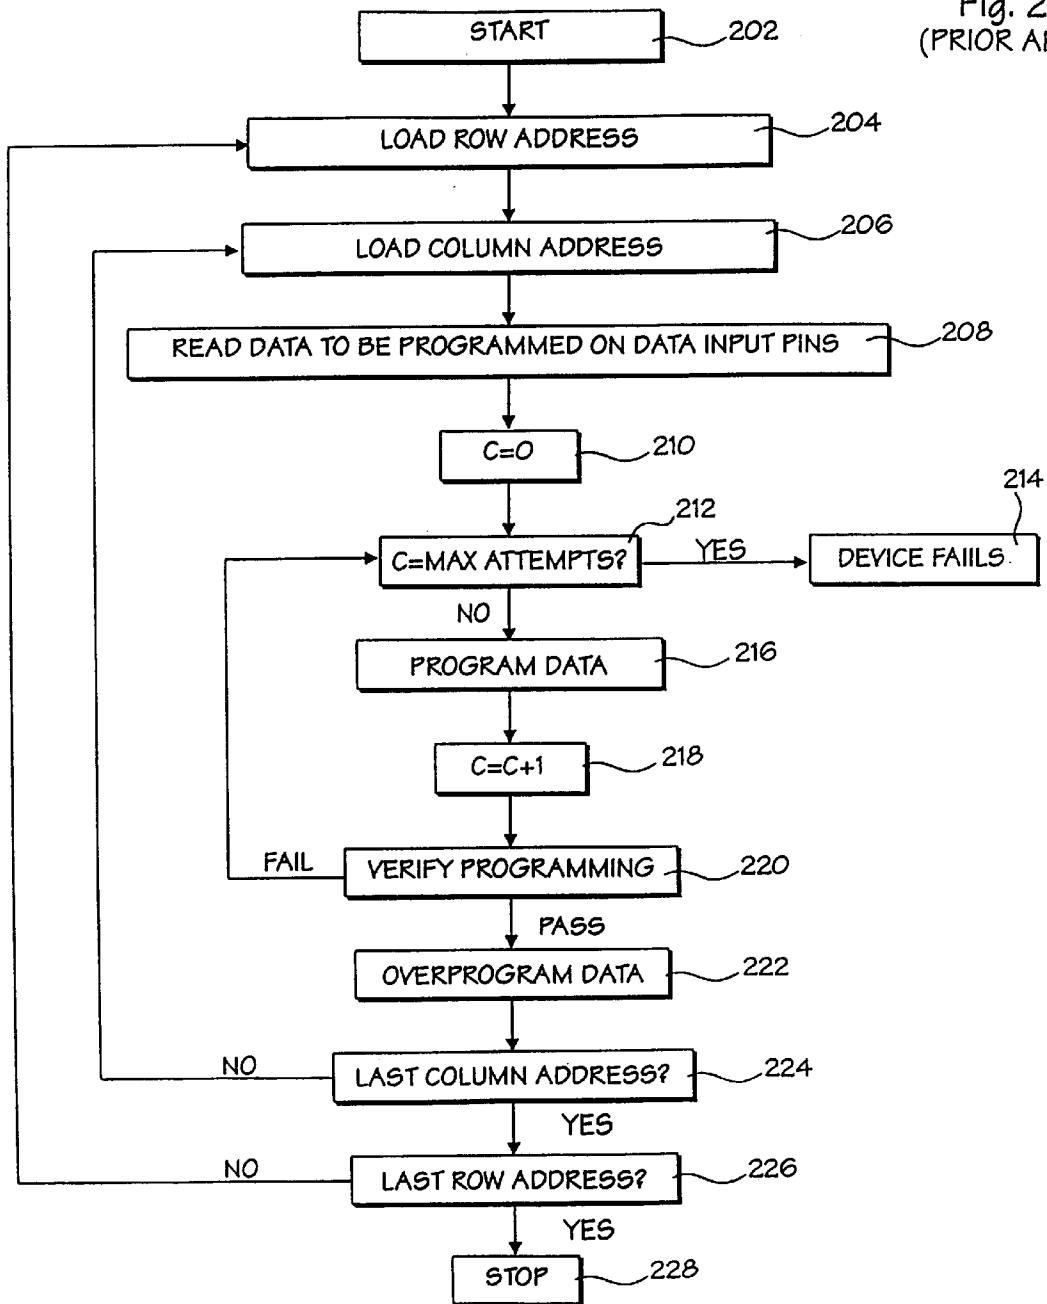 Fig. 2
(PRIOR A
START
202
LOAD ROW ADDRESS
204
LOAD COLUMN ADDRESS
206
READ DATA TO BE PROGRAMMED ON DATA INPUT PINS
208
C=0
210
C=MAX ATTEMPTS?
212
YES
DEVICE FAIILS
214
NO
PROGRAM DATA
216
C=C+1
218
FAIL
VERIFY PROGRAMMING
220
PASS
OVERPROGRAM DATA
222
NO
LAST COLUMN ADDRESS?
224
YES
NO
LAST ROW ADDRESS?
226
YES
STOP
228